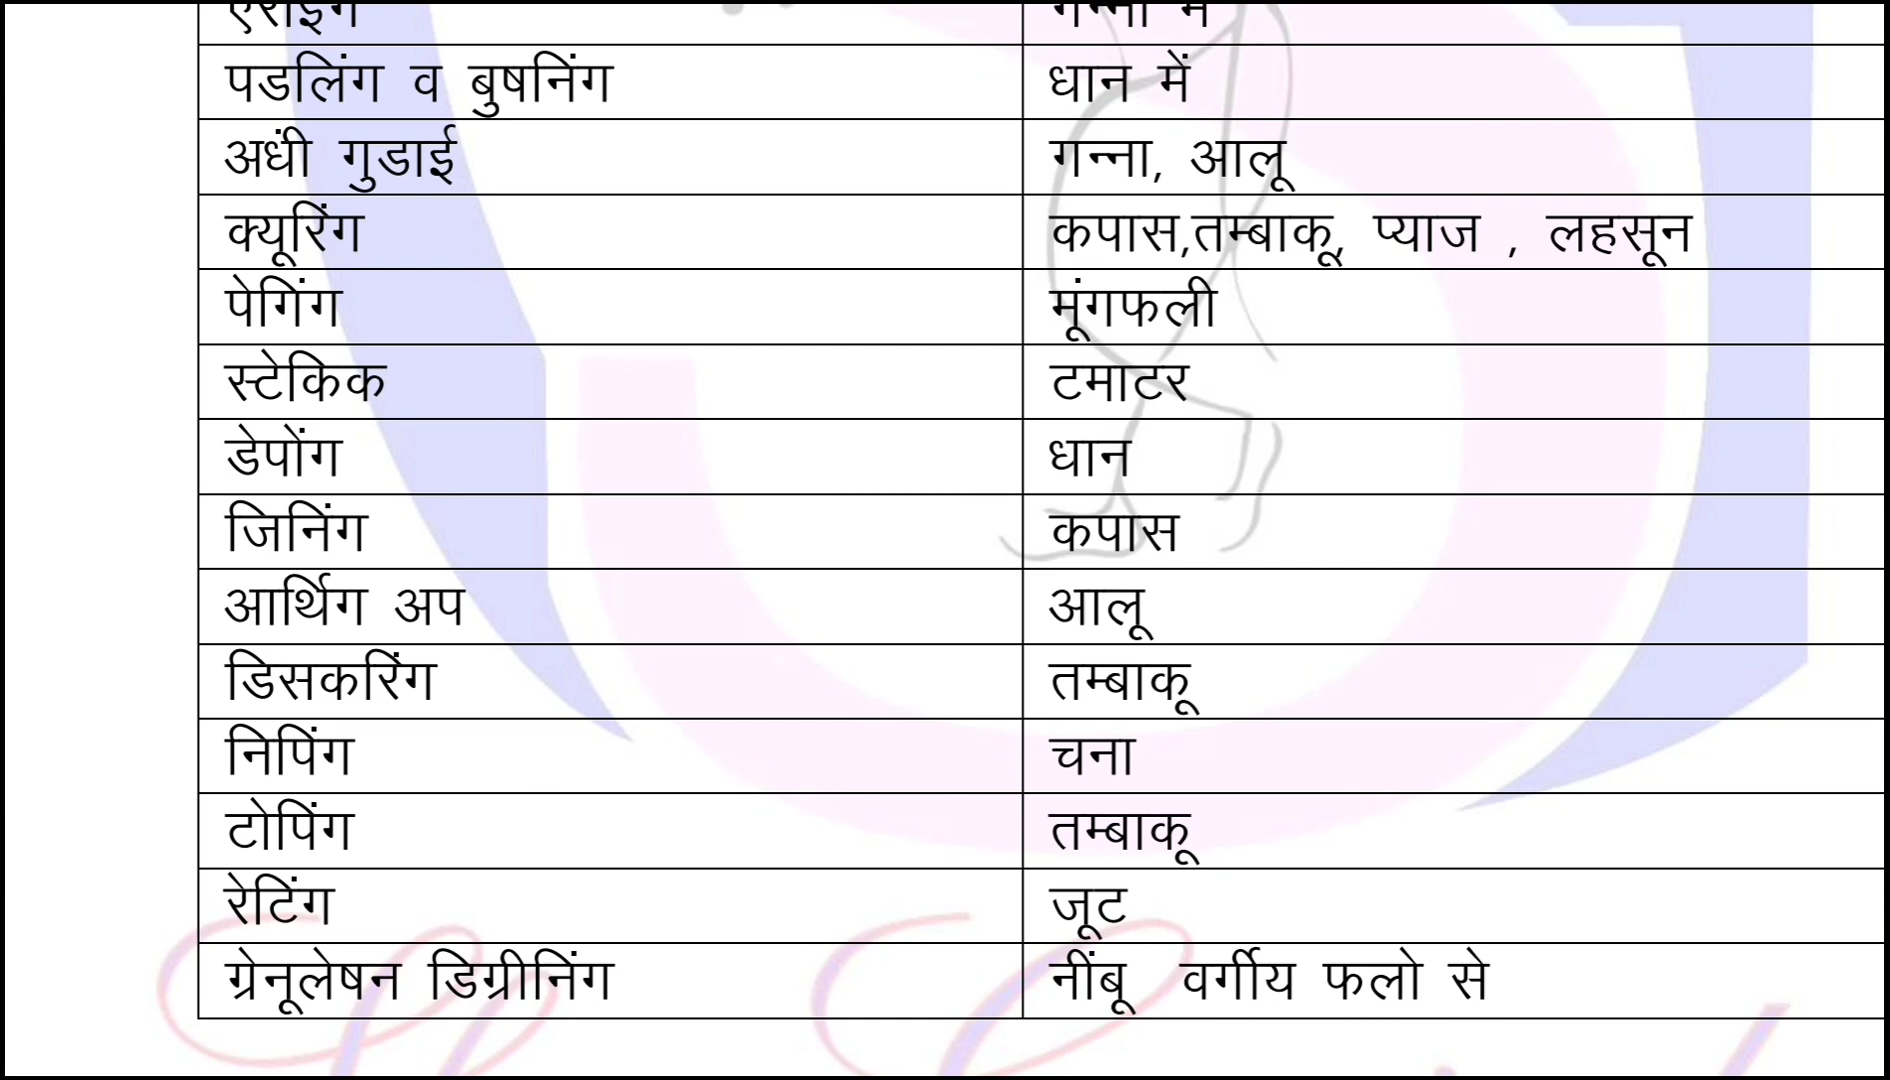 पडलिंग व बुषनिंग धान में
अधीं गुडाई गन्ना, आलू
क्यूरिंग कपास,तम्बाकू, प्याज , लहसून
पेगिंग मूंगफली
स्टेकिक टमाटर
डेपोंग धान
जिनिंग कपास
आर्थिग अप आलू
डिसकरिंग तम्बाकू
निपिंग चना
टोपिंग तम्बाकू
रेटिंग जूट
ग्रेनूलेषन डिग्रीनिंग नींबू वर्गीय फलो से